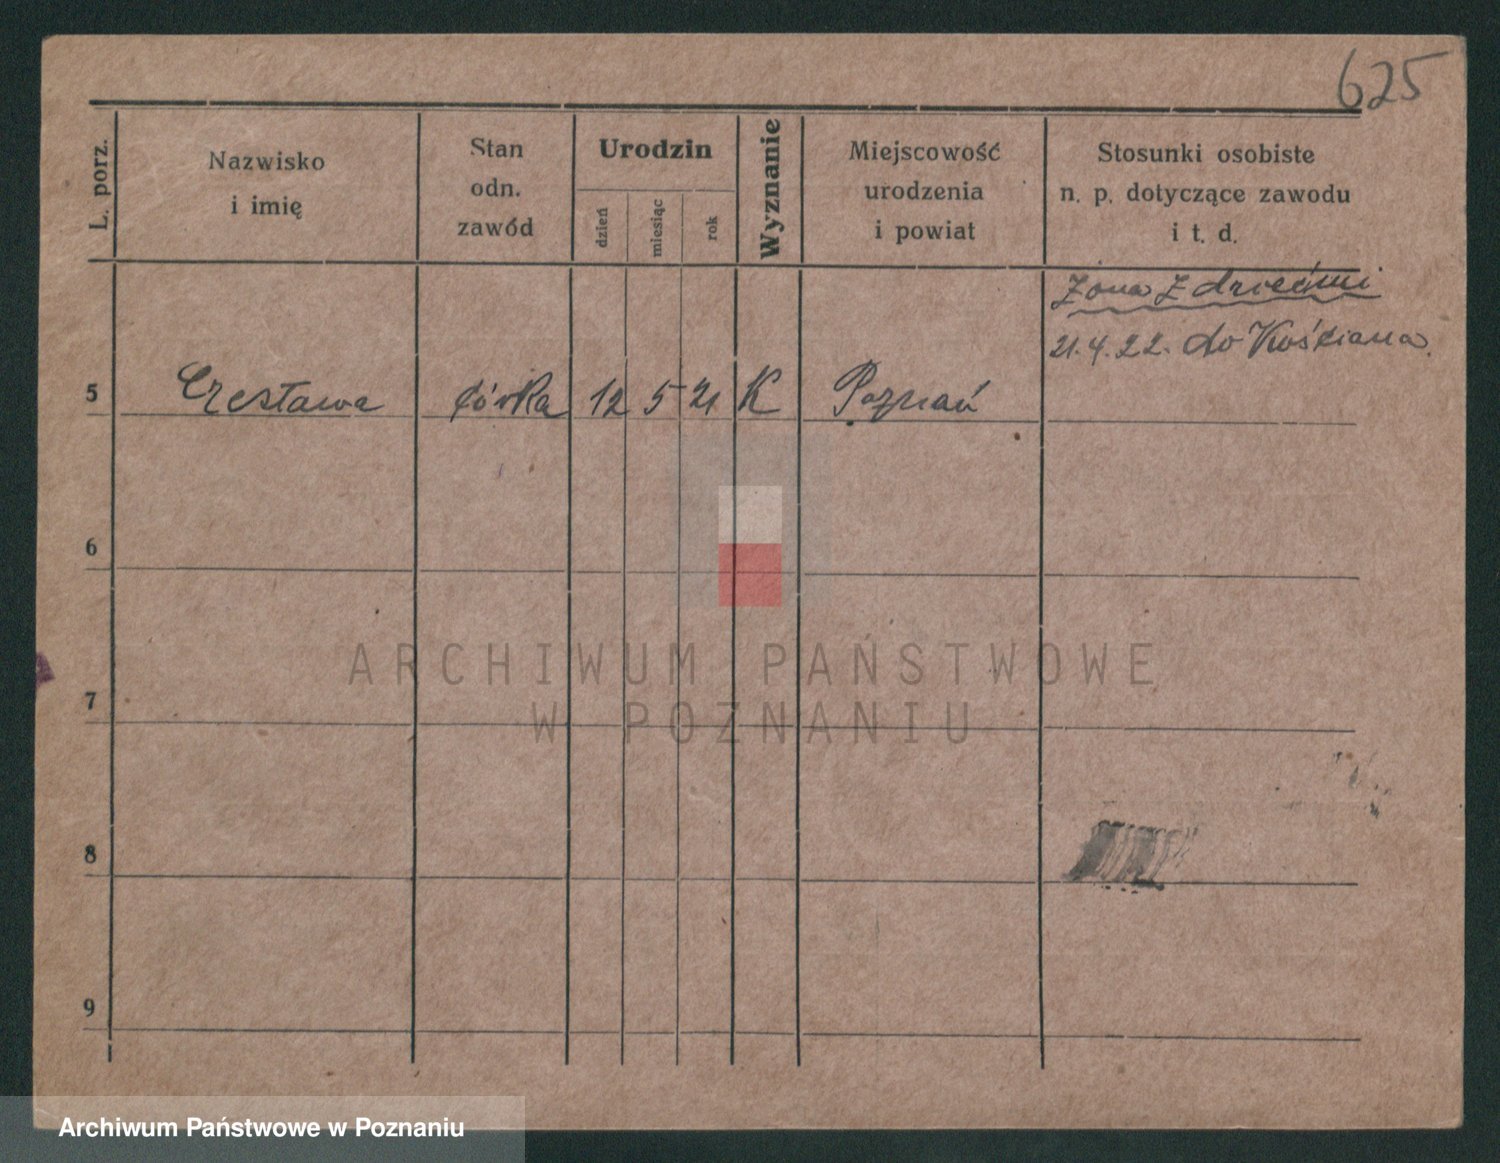 625
L. porz.
Nazwisko
i imię
Stan
odn.
zawód
Urodzin
dzień
miesiąc
rok
Wyznanie
Miejscowość
urodzenia
i powiat
Stosunki osobiste
n. p. dotyczące zawodu
i t. d.
Żona z dziećmi
21.4.22. do Kościana.
5 Czesława córka 12 5 21 K Poznań
6
7
8
9
ARCHIWUM PAŃSTWOWE
W POZNANIU
Archiwum Państwowe w Poznaniu